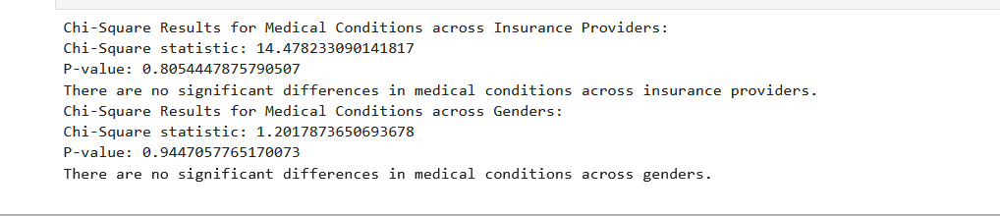 Chi-Square Results for Medical Conditions across Insurance Providers:
Chi-Square statistic: 14.478233090141817
P-value: 0.8054447875790507
There are no significant differences in medical conditions across insurance providers.
Chi-Square Results for Medical Conditions across Genders:
Chi-Square statistic: 1.2017873650693678
P-value: 0.9447057765170073
There are no significant differences in medical conditions across genders.